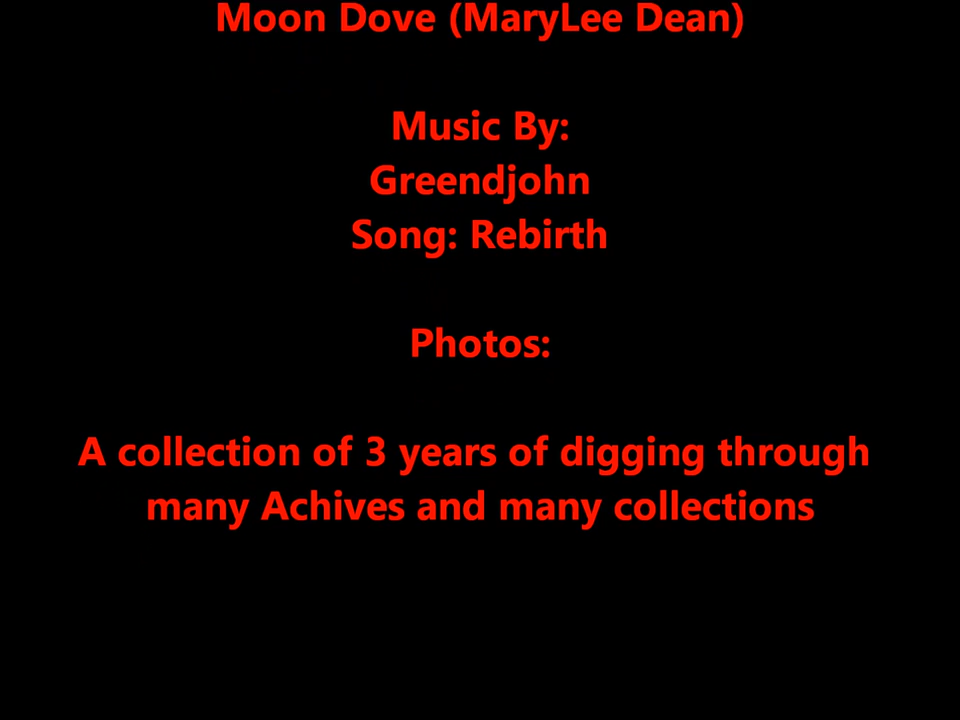 Moon Dove (MaryLee Dean)
Music By:
Greendjohn
Song: Rebirth
Photos:
A collection of 3 years of digging through
many Achives and many collections